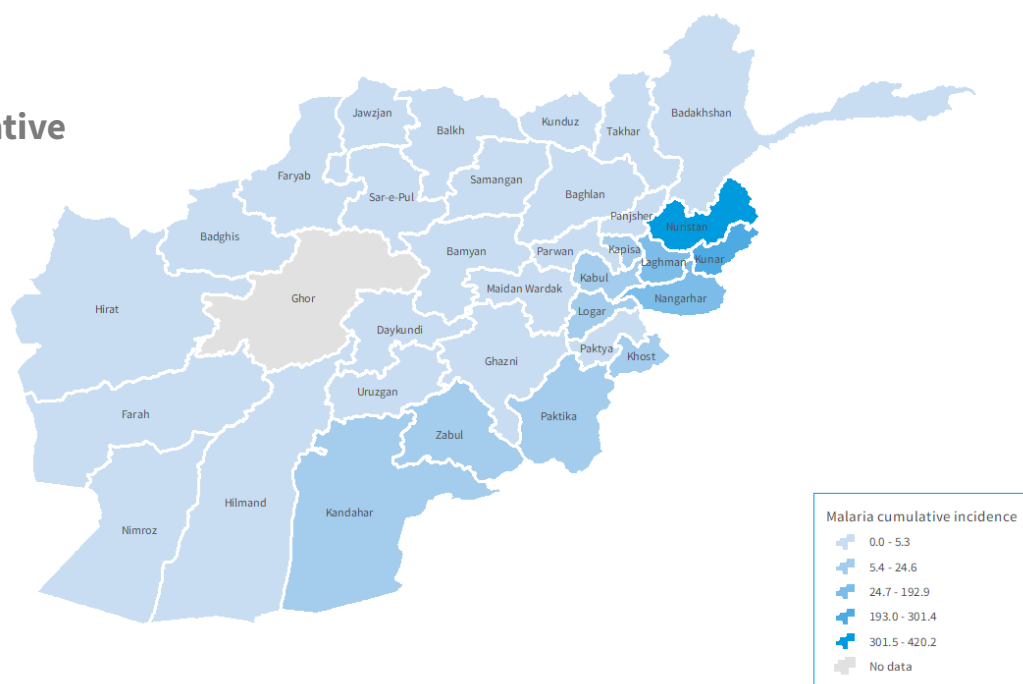 ative
Jawzjan
Balkh
Kunduz
Takhar
Badakhshan
Faryab
Sar-e-Pul
Samangan
Baghlan
Panjsher
Nuristan
Badghis
Bamyan
Parwan
Kapisa
Laghman
Kunar
Kabul
Maidan Wardak
Nangarhar
Hirat
Ghor
Logar
Daykundi
Paktya
Khost
Ghazni
Uruzgan
Farah
Paktika
Zabul
Hilmand
Kandahar
Nimroz
Malaria cumulative incidence
0.0 - 5.3
5.4 - 24.6
24.7 - 192.9
193.0 - 301.4
301.5 - 420.2
No data